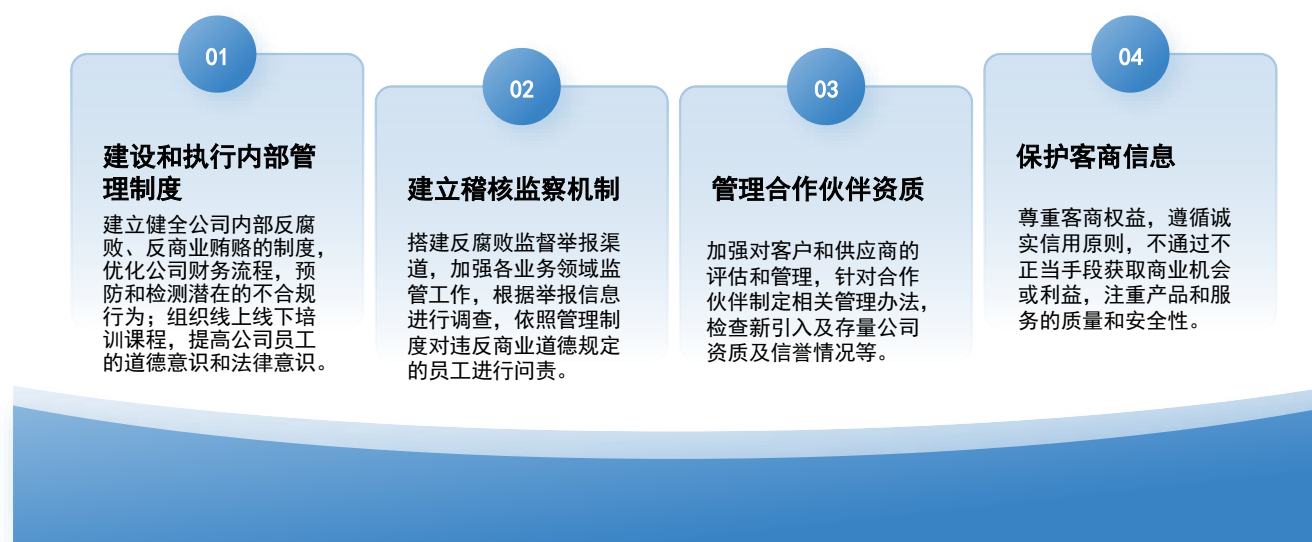 01
建设和执行内部管
理制度
建立健全公司内部反腐
败、反商业贿赂的制度，
优化公司财务流程，预
防和检测潜在的不合规
行为；组织线上线下培
训课程，提高公司员工
的道德意识和法律意识。
02
建立稽核监察机制
搭建反腐败监督举报渠
道，加强各业务领域监
管工作，根据举报信息
进行调查，依照管理制
度对违反商业道德规定
的员工进行问责。
03
管理合作伙伴资质
加强对客户和供应商的
评估和管理，针对合作
伙伴制定相关管理办法，
检查新引入及存量公司
资质及信誉情况等。
04
保护客商信息
尊重客商权益，遵循诚
实信用原则，不通过不
正当手段获取商业机会
或利益，注重产品和服
务的质量和安全性。